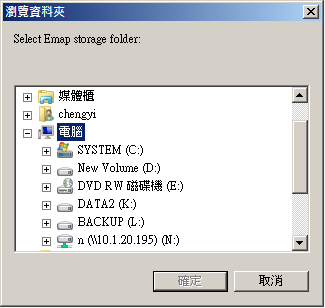 瀏覽資料夾
Select Emap storage folder:
媒體櫃
chengyi
電腦
SYSTEM (C:)
New Volume (D:)
DVD RW 磁碟機 (E:)
DATA2 (K:)
BACKUP (L:)
n (\\10.1.20.195) (N:)
確定
取消